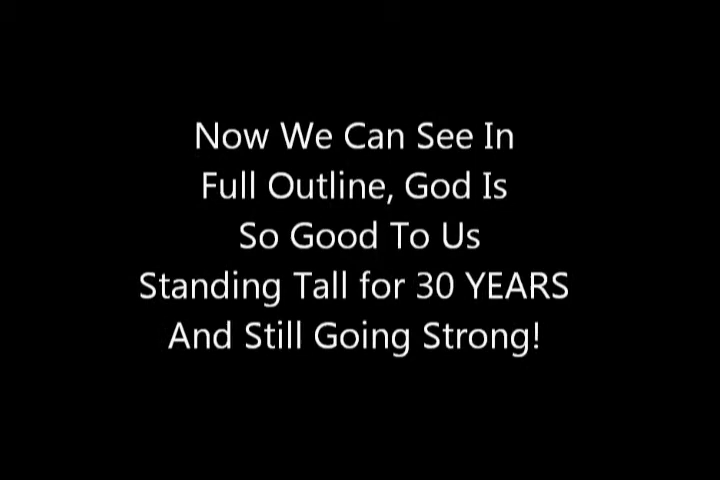 Now We Can See In
Full Outline, God Is
So Good To Us
Standing Tall for 30 YEARS
And Still Going Strong!